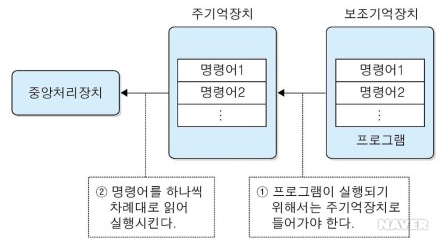 주기억장치
보조기억장치
중앙처리장치
명령어1
명령어2
⋮
명령어1
명령어2
⋮
프로그램
② 명령어를 하나씩
차례대로 읽어
실행시킨다.
① 프로그램이 실행되기
위해서는 주기억장치로
들어가야 한다.
NAVER